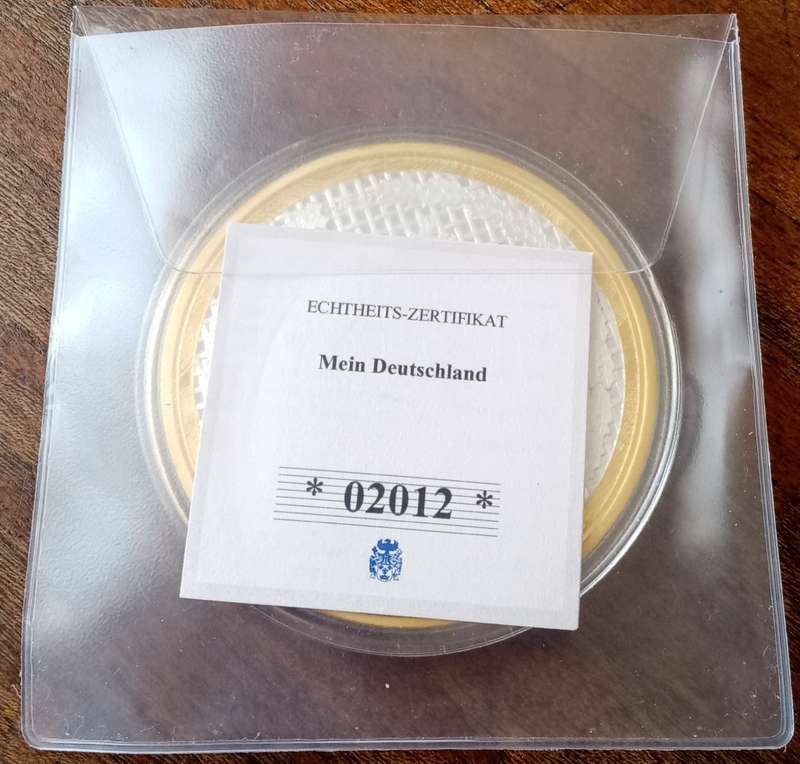 ECHTHEITS-ZERTIFIKAT
Mein Deutschland
* 02012 *